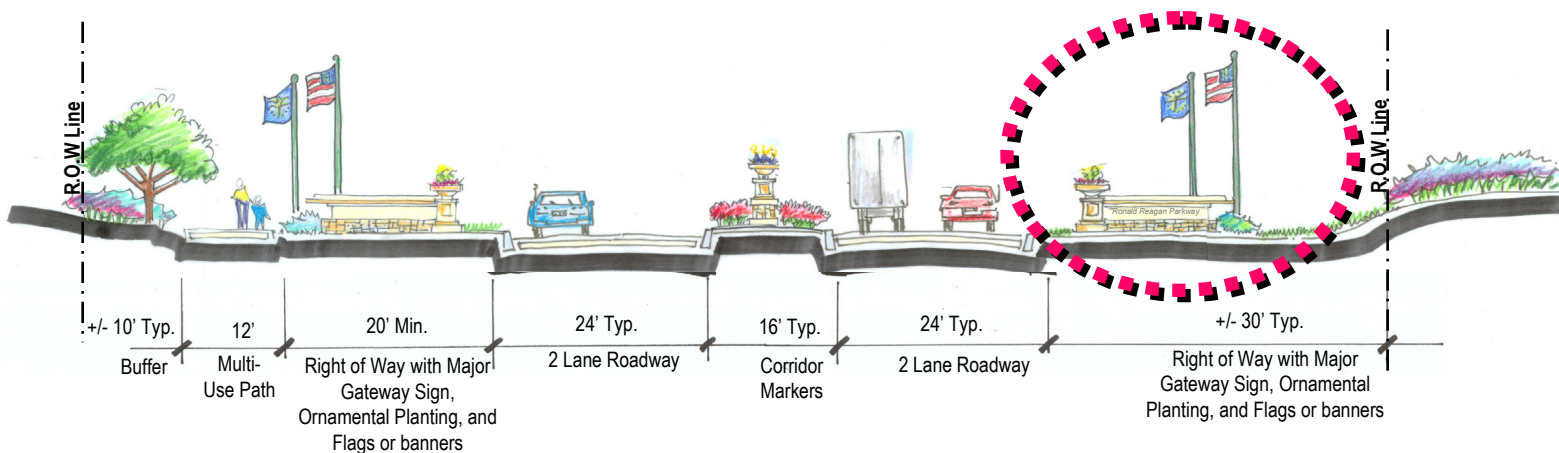 R.O.W Line
R.O.W Line
"Ronald Reagan Parkway
+/- 10' Typ.
Buffer
12'
Multi-
Use Path
20' Min.
Right of Way with Major
Gateway Sign,
Ornamental Planting, and
Flags or banners
24' Typ.
2 Lane Roadway
16' Typ.
Corridor
Markers
24' Typ.
2 Lane Roadway
+/- 30' Typ.
Right of Way with Major
Gateway Sign, Ornamental
Planting, and Flags or banners